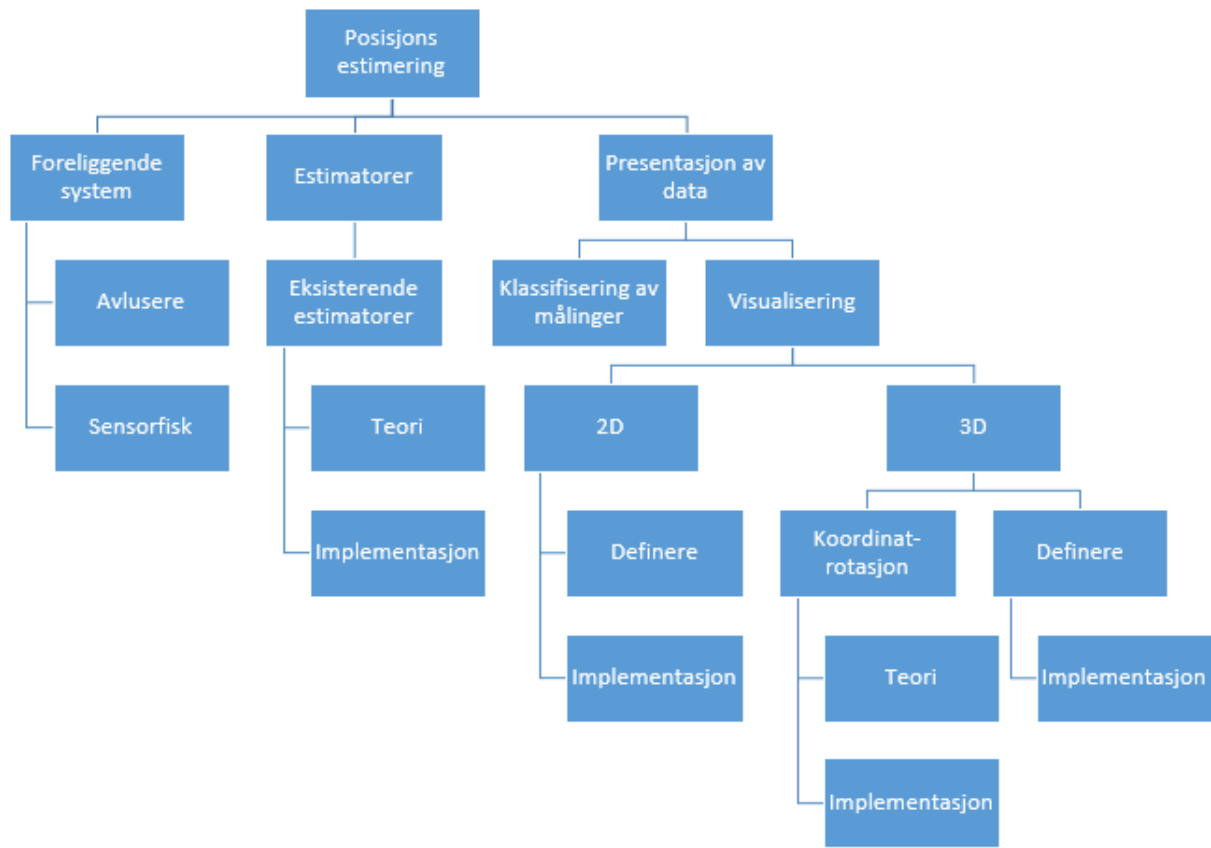 Posisjons
estimering
Foreliggende
system
Estimatorer
Presentasjon av
data
Avlusere
Eksisterende
estimatorer
Klassifisering av
målinger
Visualisering
Sensorfisk
Teori
2D
3D
Implementasjon
Definere
Koordinat-
rotasjon
Definere
Implementasjon
Teori
Implementasjon
Implementasjon